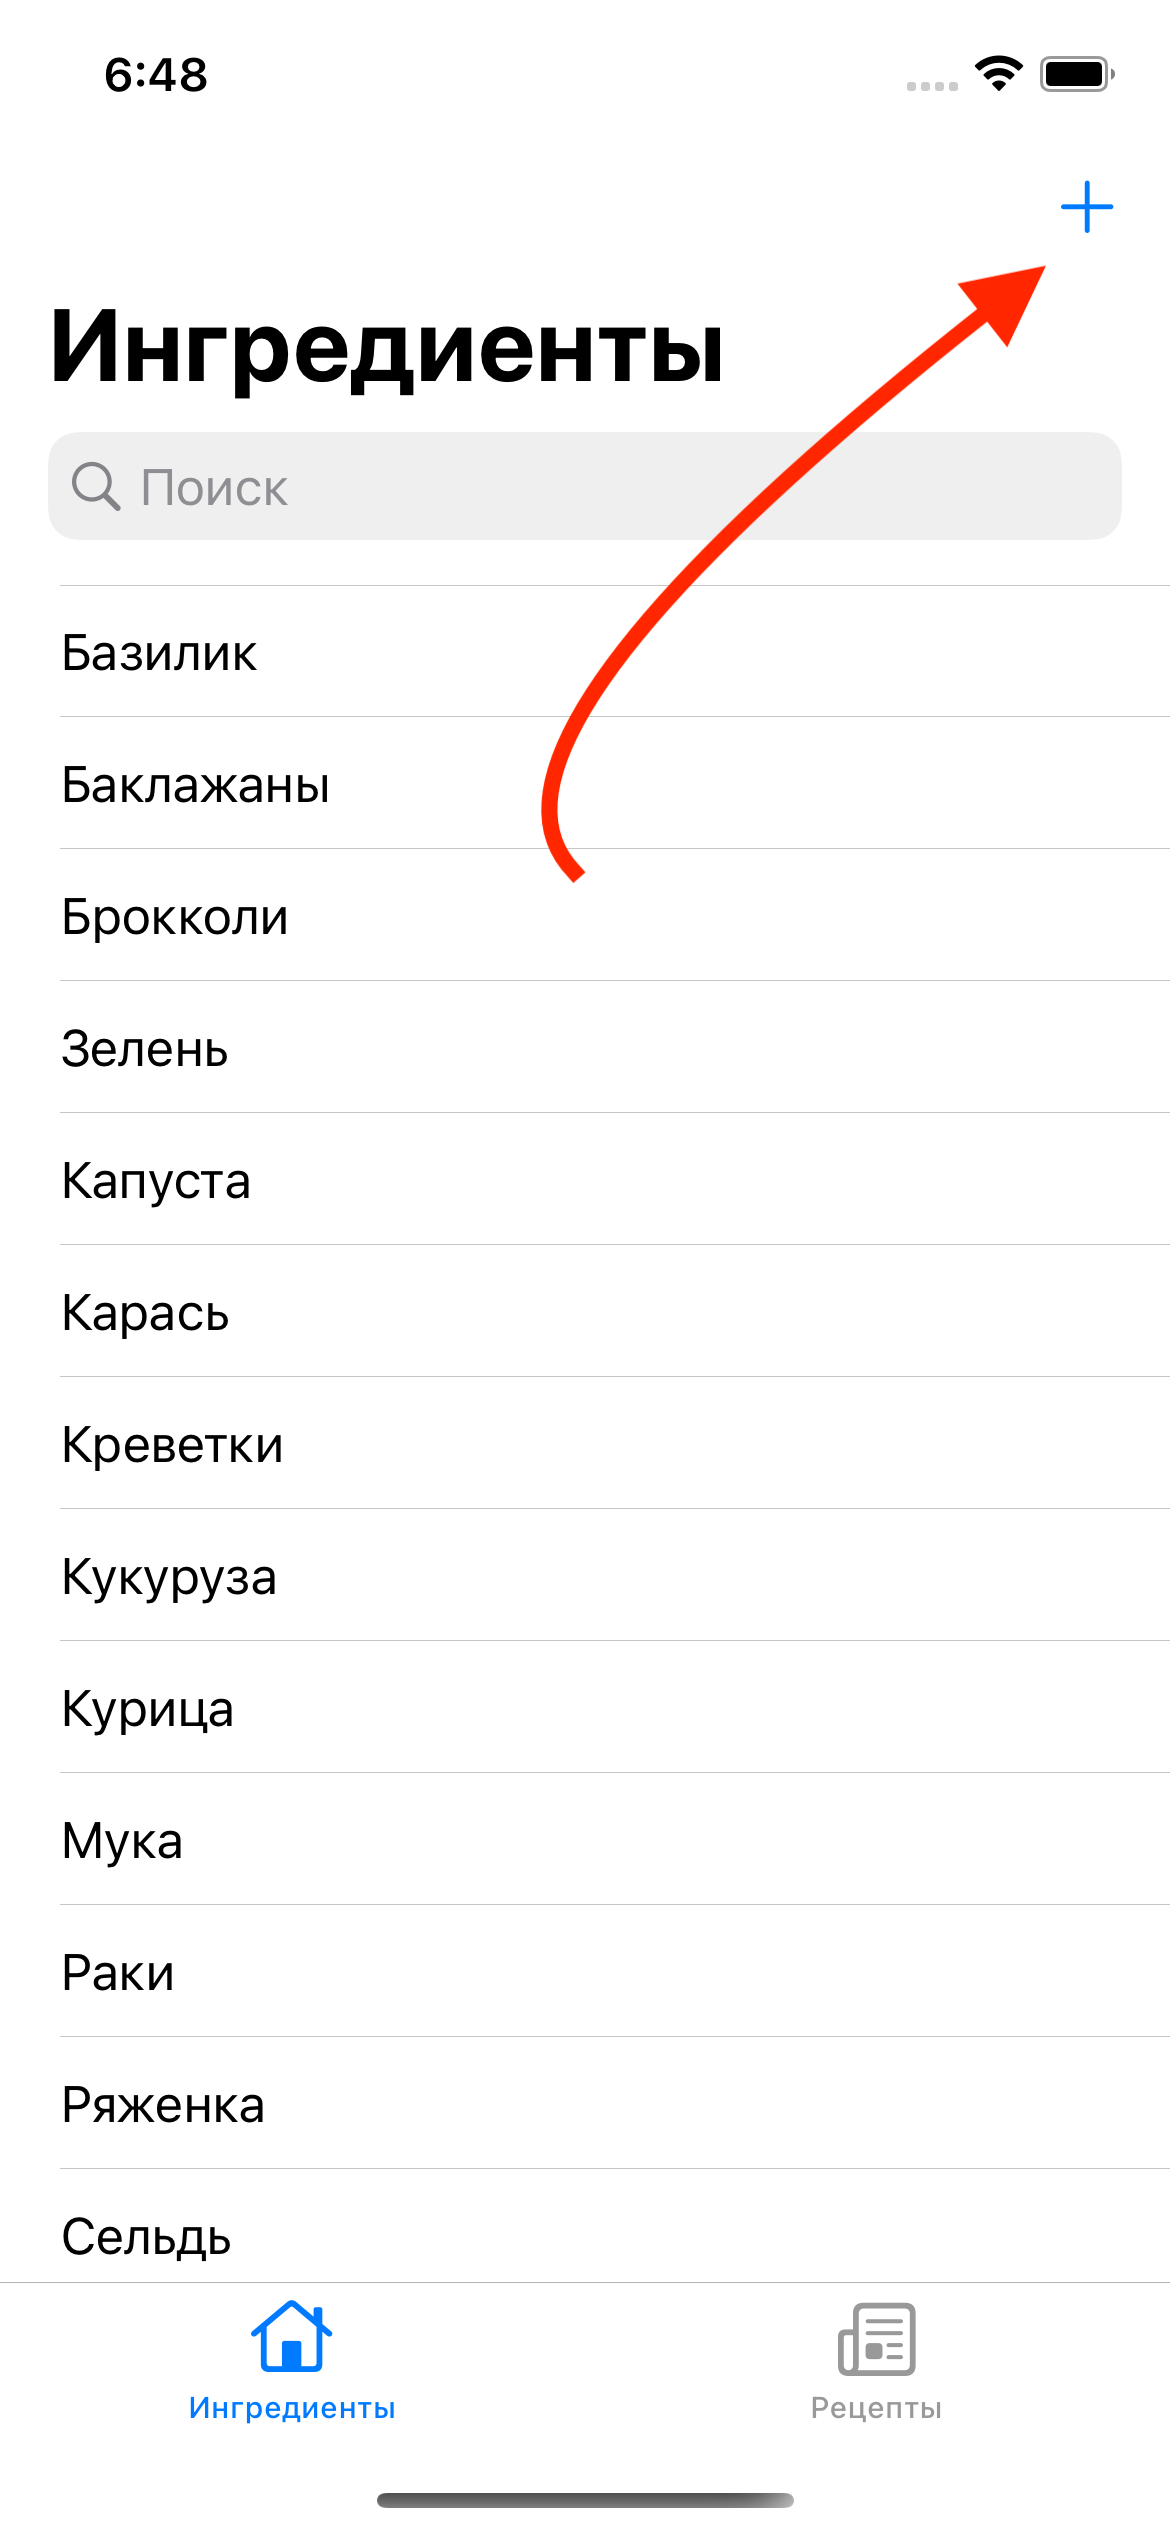 6:48
Ингредиенты
Поиск
Базилик
Баклажаны
Брокколи
Зелень
Капуста
Карась
Креветки
Кукуруза
Курица
Мука
Раки
Ряженка
Сельдь
Ингредиенты
Рецепты